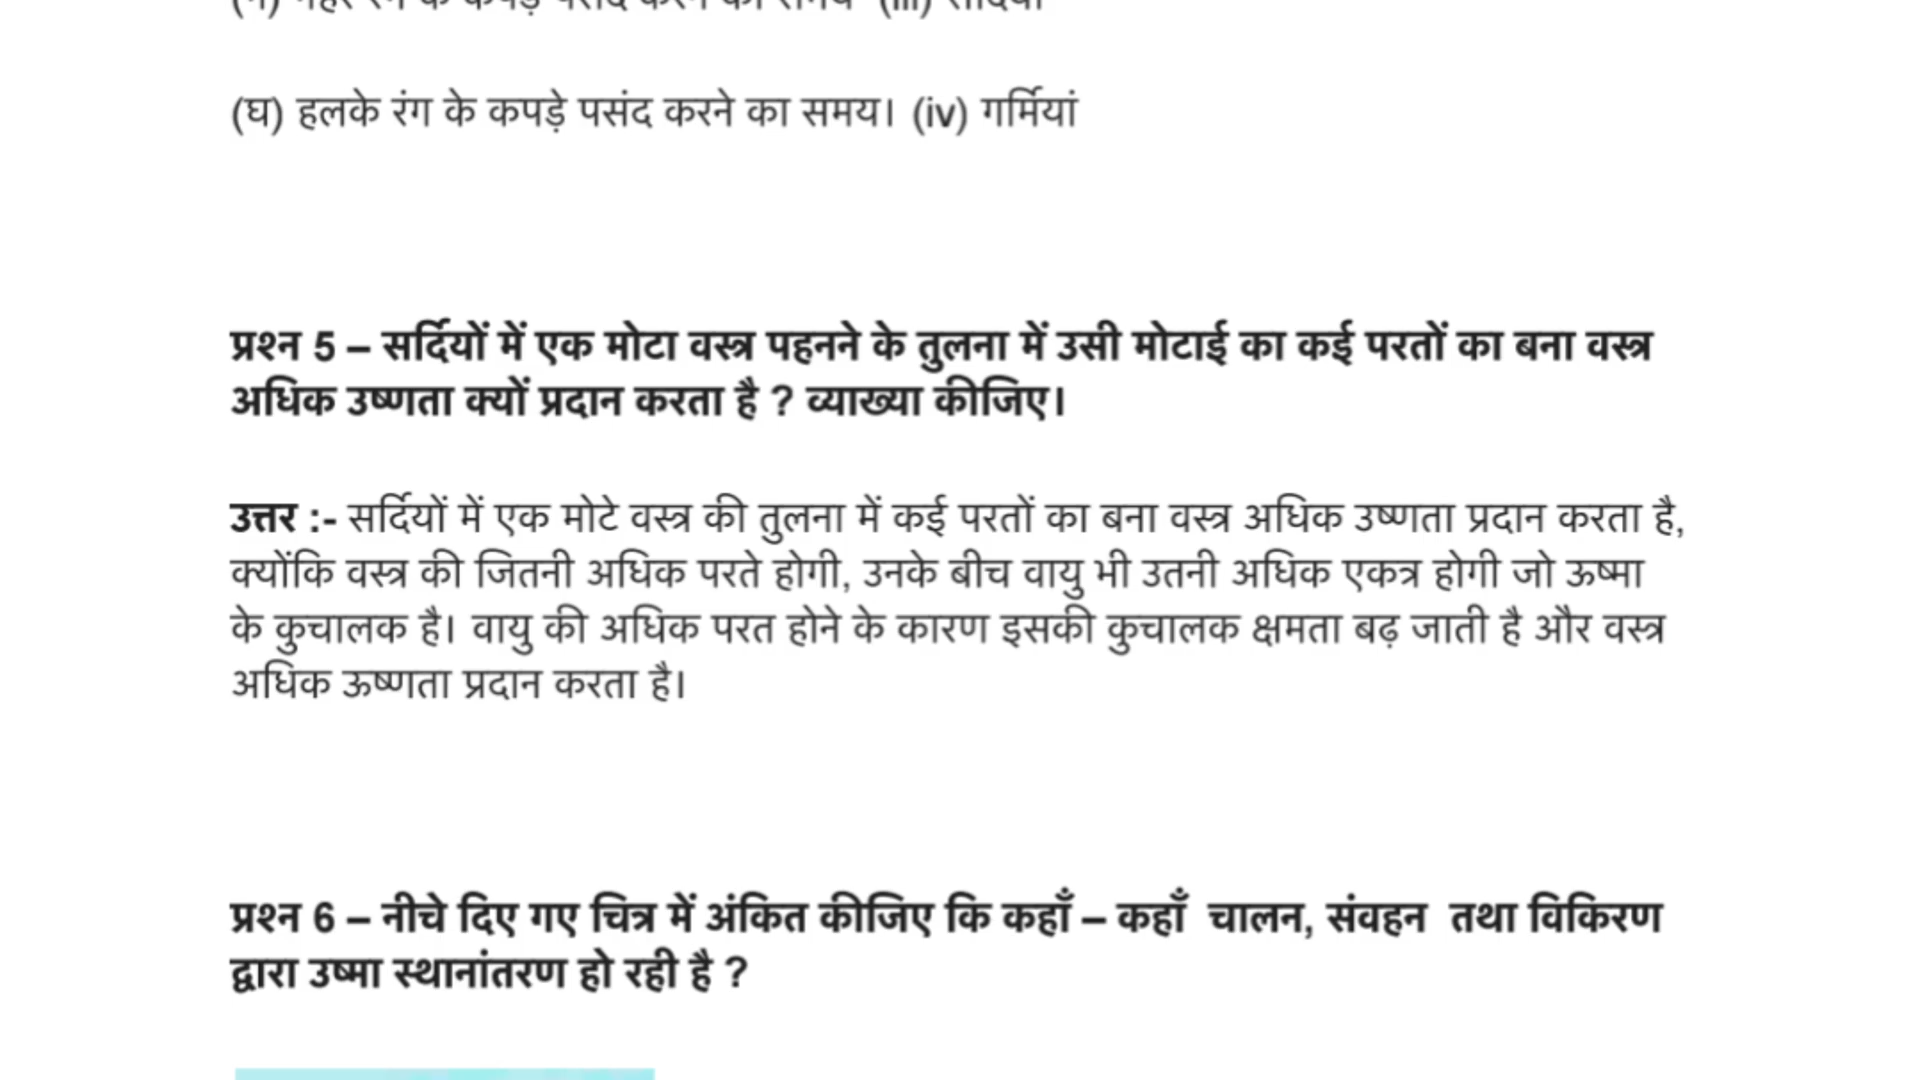 (घ) हलके रंग के कपड़े पसंद करने का समय। (iv) गर्मियां
प्रश्न 5 – सर्दियों में एक मोटा वस्त्र पहनने के तुलना में उसी मोटाई का कई परतों का बना वस्त्र
अधिक उष्णता क्यों प्रदान करता है ? व्याख्या कीजिए।
उत्तर :- सर्दियों में एक मोटे वस्त्र की तुलना में कई परतों का बना वस्त्र अधिक उष्णता प्रदान करता है,
क्योंकि वस्त्र की जितनी अधिक परते होगी, उनके बीच वायु भी उतनी अधिक एकत्र होगी जो ऊष्मा
के कुचालक है। वायु की अधिक परत होने के कारण इसकी कुचालक क्षमता बढ़ जाती है और वस्त्र
अधिक ऊष्णता प्रदान करता है।
प्रश्न 6 – नीचे दिए गए चित्र में अंकित कीजिए कि कहाँ – कहाँ चालन, संवहन तथा विकिरण
द्वारा उष्मा स्थानांतरण हो रही है ?